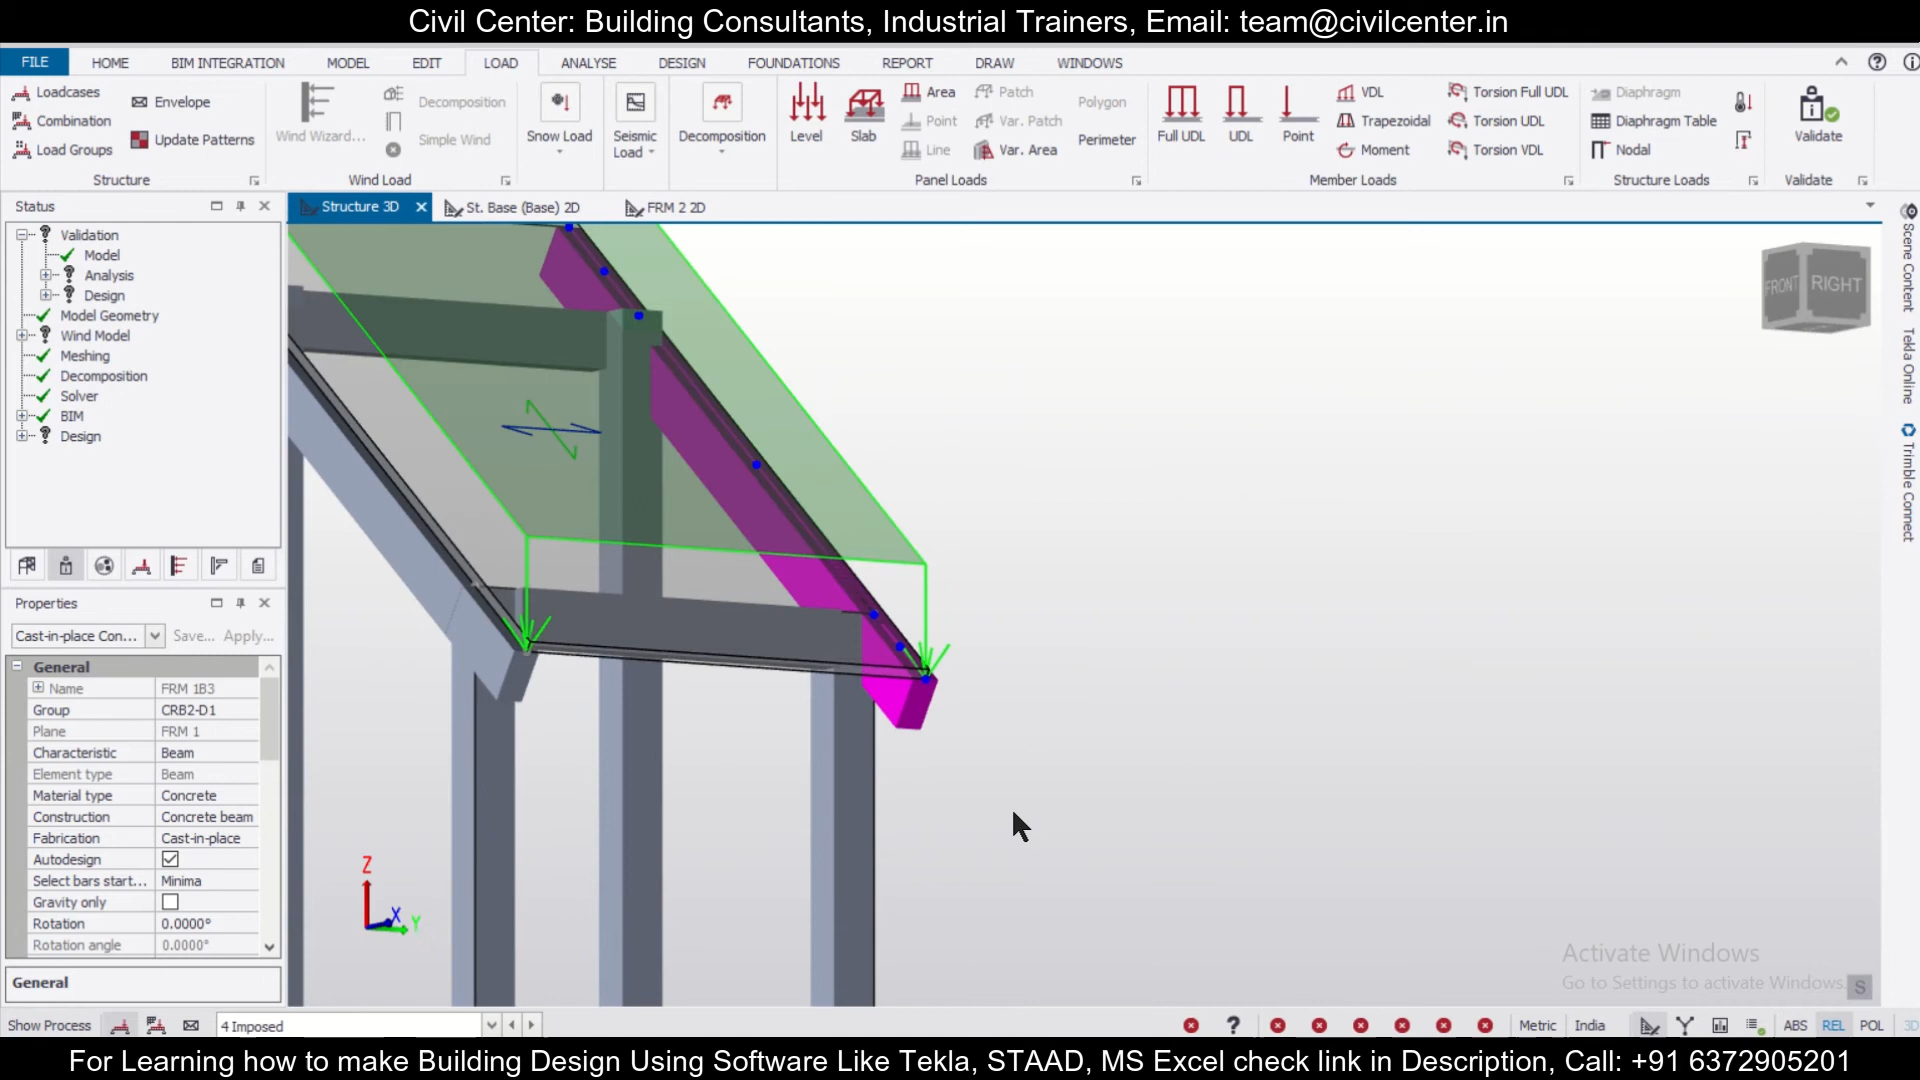 Civil Center: Building Consultants, Industrial Trainers, Email: team@civilcenter.in
FILE HOME BIM INTEGRATION MODEL EDIT LOAD ANALYSE DESIGN FOUNDATIONS REPORT DRAW WINDOWS
Loadcases
Combination
Load Groups
Envelope
Update Patterns
Structure
Wind Wizard...
Decomposition
Simple Wind
Wind Load
Snow Load
Seismic Load
Decomposition
Level
Slab
Area
Point
Line
Patch
Var. Patch
Var. Area
Polygon
Perimeter
Panel Loads
Full UDL
UDL
Point
VDL
Trapezoidal
Moment
Torsion Full UDL
Torsion UDL
Torsion VDL
Member Loads
Diaphragm
Diaphragm Table
Nodal
Structure Loads
Validate
Validate
Status
Structure 3D
St. Base (Base) 2D
FRM 2 2D
Validation
Model
Analysis
Design
Model Geometry
Wind Model
Meshing
Decomposition
Solver
BIM
Design
FRONT RIGHT
Scene Content
Tekla Online
Trimble Connect
Properties
Cast-in-place Con... Save... Apply...
General
Name FRM 1B3
Group CRB2-D1
Plane FRM 1
Characteristic Beam
Element type Beam
Material type Concrete
Construction Concrete beam
Fabrication Cast-in-place
Autodesign
Select bars start... Minima
Gravity only
Rotation 0.0000°
Rotation angle 0.0000°
General
Z
X
Y
Activate Windows
Go to Settings to activate Windows.
S
Show Process 4 Imposed Metric India ABS REL POL 3D
For Learning how to make Building Design Using Software Like Tekla, STAAD, MS Excel check link in Description, Call: +91 6372905201